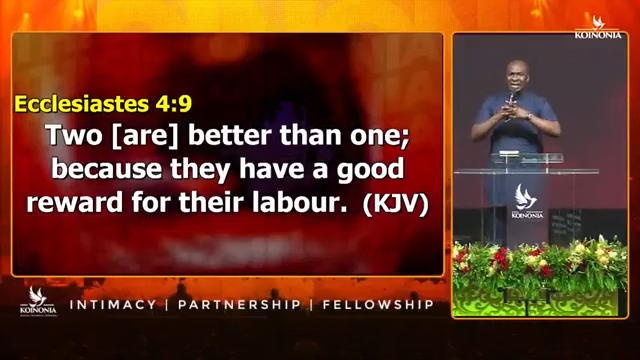 KOINONIA
Ecclesiastes 4:9
Two [are] better than one;
because they have a good
reward for their labour. (KJV)
KOINONIA
KOINONIA
INTIMACY | PARTNERSHIP | FELLOWSHIP